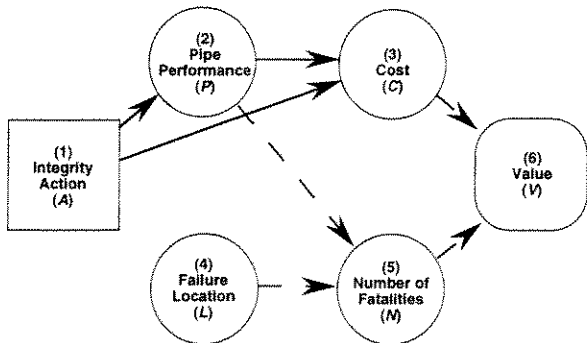 (1)
Integrity
Action
(A)
(2)
Pipe
Performance
(P)
(3)
Cost
(C)
(4)
Failure
Location
(L)
(5)
Number of
Fatalities
(N)
(6)
Value
(V)